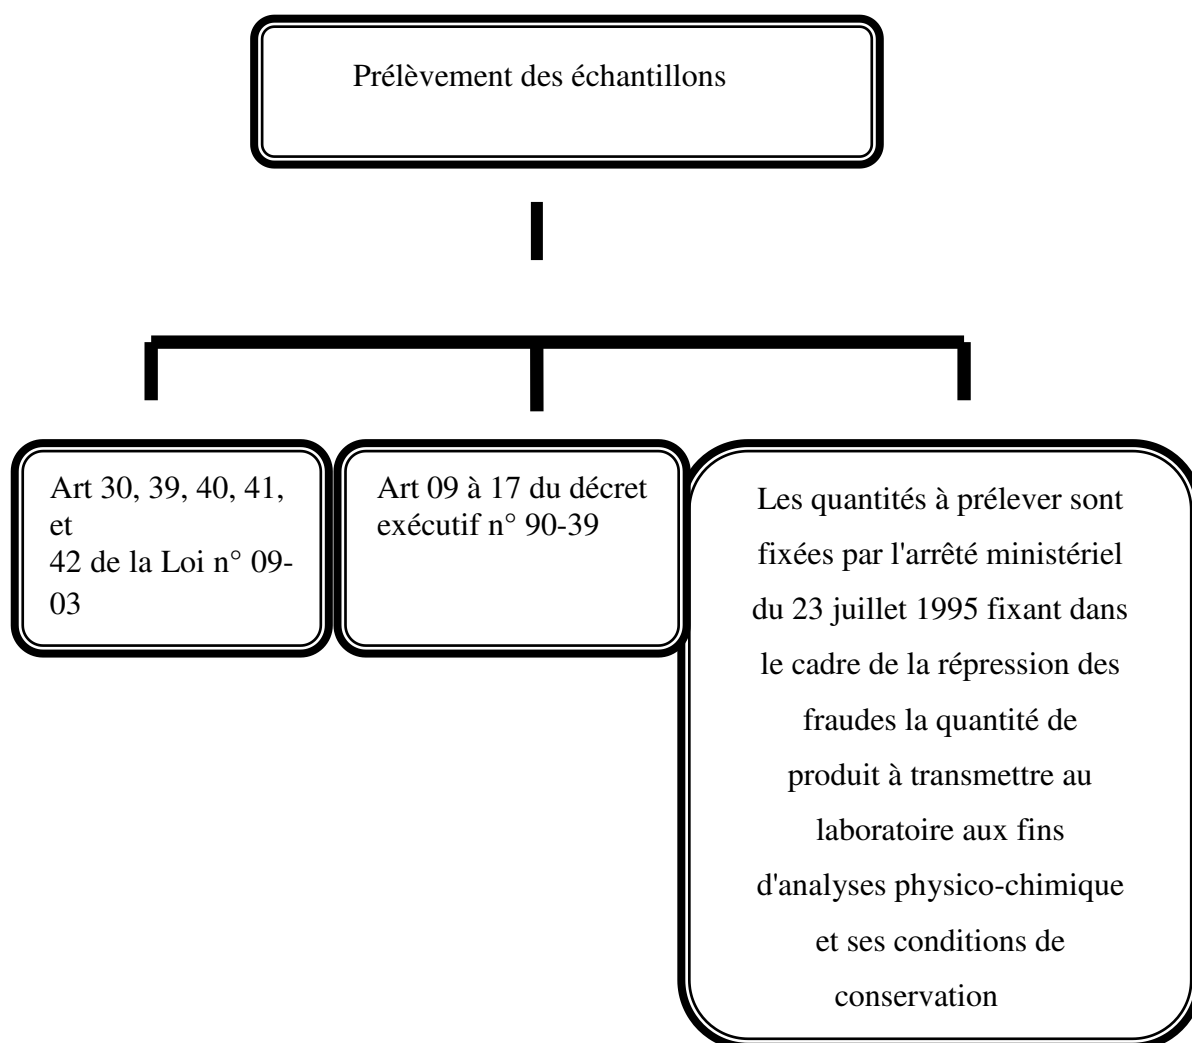 Prélèvement des échantillons
Art 30, 39, 40, 41,
et
42 de la Loi n° 09-
03
Art 09 à 17 du décret
exécutif n° 90-39
Les quantités à prélever sont
fixées par l'arrêté ministériel
du 23 juillet 1995 fixant dans
le cadre de la répression des
fraudes la quantité de
produit à transmettre au
laboratoire aux fins
d'analyses physico-chimique
et ses conditions de
conservation